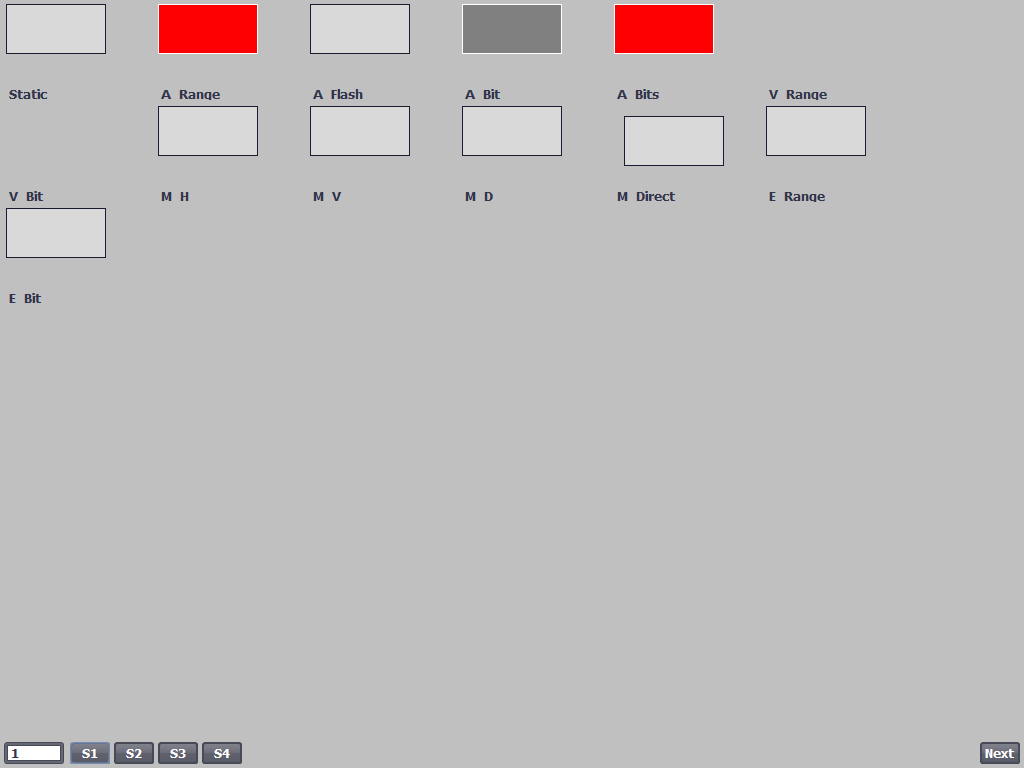 Static A Range A Flash A Bit A Bits V Range
V Bit M H M V M D M Direct E Range
E Bit
1 S1 S2 S3 S4 Next